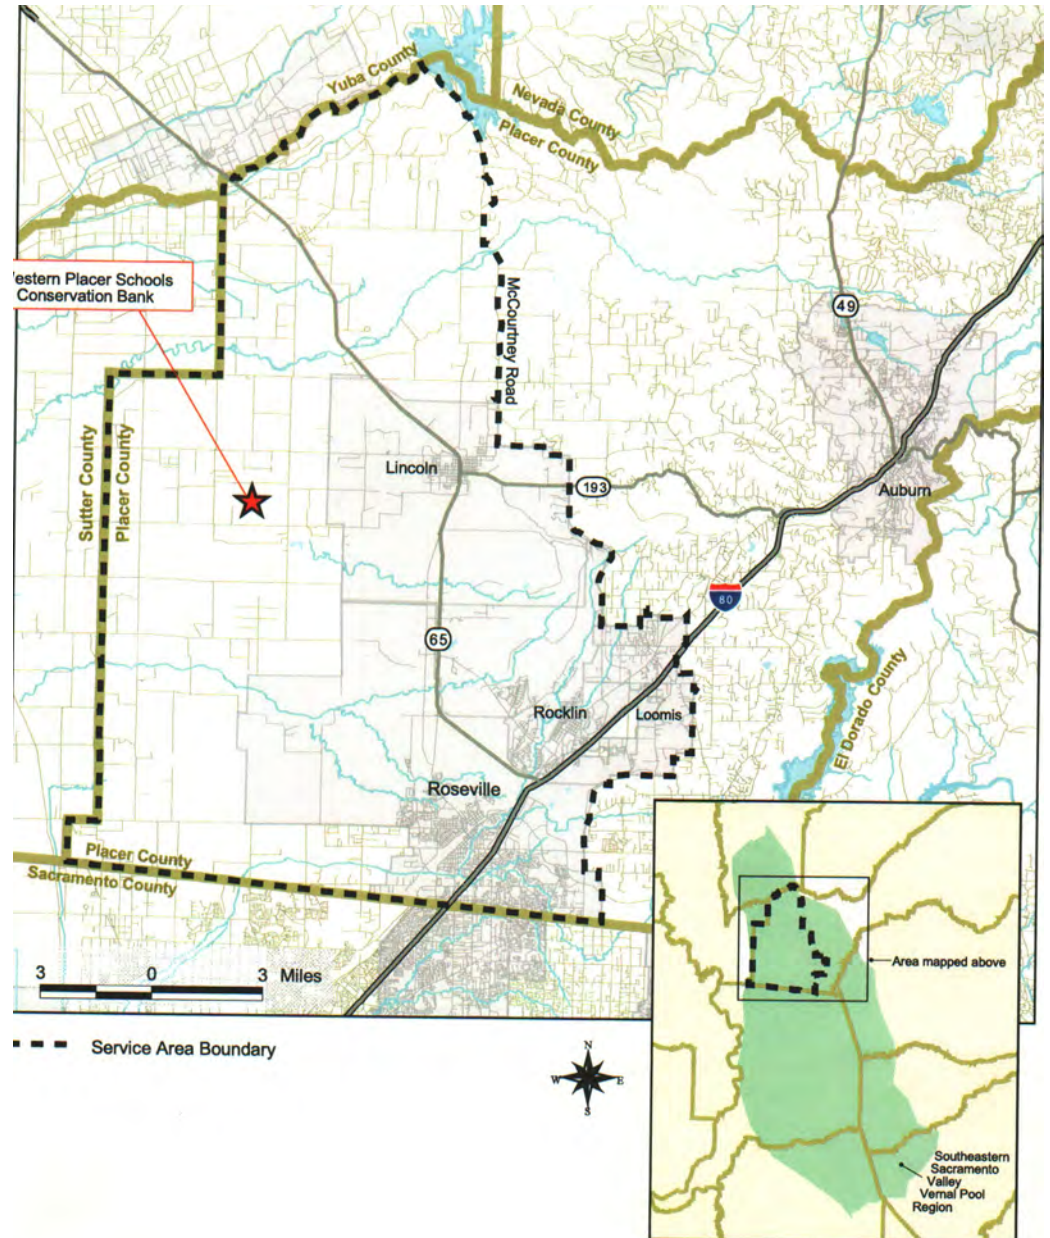 Yuba County
Nevada County
Placer County
estern Placer Schools
Conservation Bank
McCourtney Road
49
Sutter County
Placer County
Lincoln
193
Auburn
80
65
Rocklin
Loomis
El Dorado County
Roseville
Placer County
Sacramento County
3 0 3 Miles
Area mapped above
Service Area Boundary
N
W E
S
Southeastern
Sacramento
Valley
Vernal Pool
Region